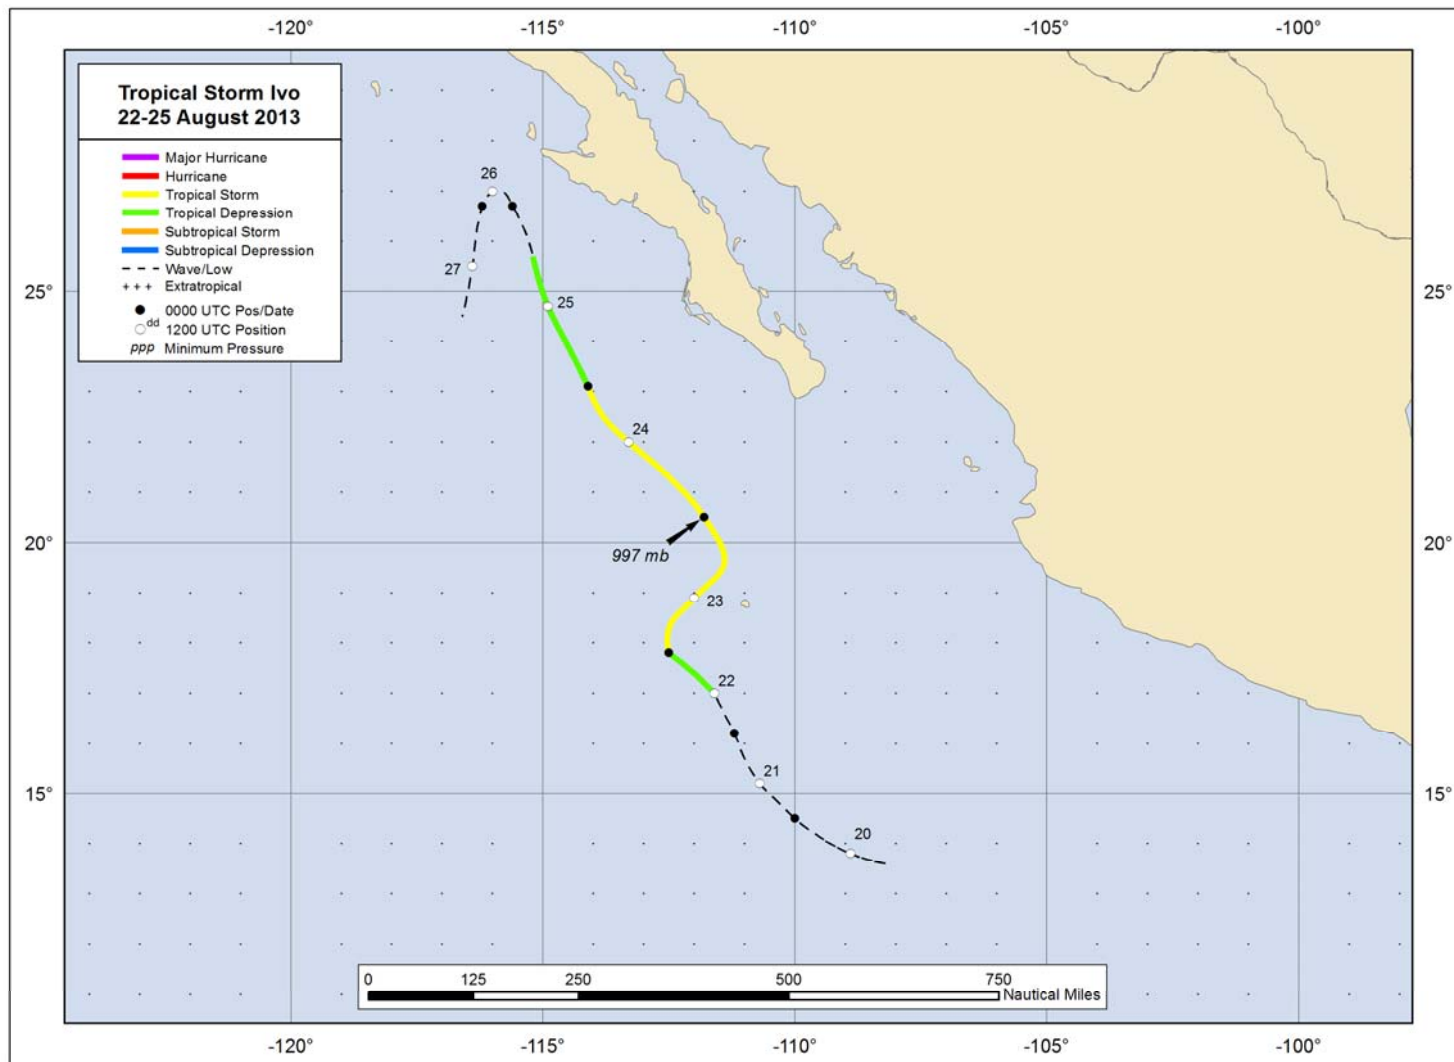 -120° -115° -110° -105° -100°
Tropical Storm Ivo
22-25 August 2013
Major Hurricane
Hurricane
Tropical Storm
Tropical Depression
Subtropical Storm
Subtropical Depression
Wave/Low
+++ Extratropical
0000 UTC Pos/Date
dd 1200 UTC Position
ppp Minimum Pressure
26
27
25° 25 25°
24
20° 20°
997 mb
23
22
21
15° 15°
20
0 125 250 500 750
Nautical Miles
-120° -115° -110° -105° -100°